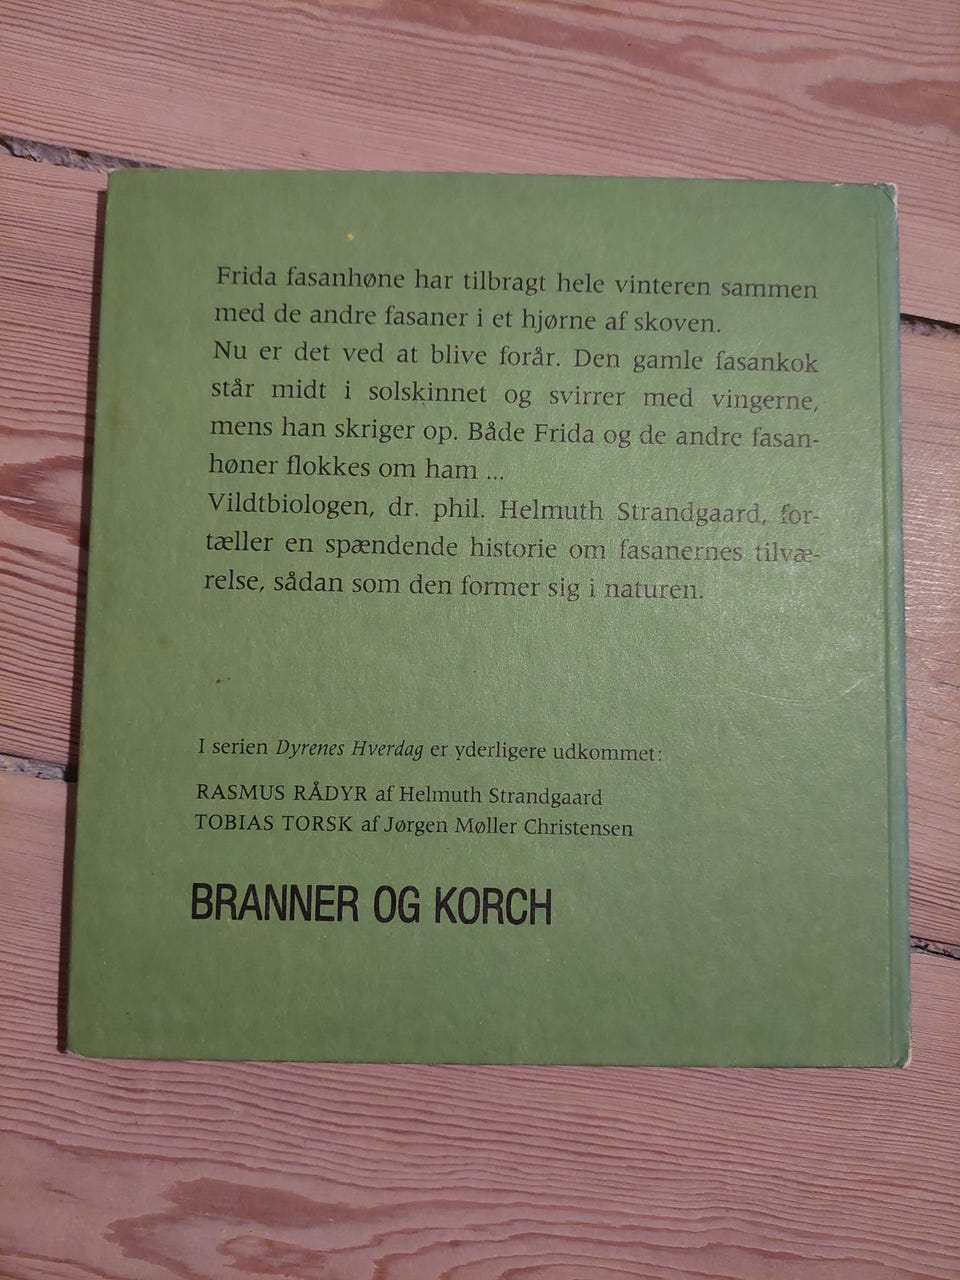 Frida fasanhøne har tilbragt hele vinteren sammen
med de andre fasaner i et hjørne af skoven.
Nu er det ved at blive forår. Den gamle fasankok
står midt i solskinnet og svirrer med vingerne,
mens han skriger op. Både Frida og de andre fasan-
høner flokkes om ham ...
Vildtbiologen, dr. phil. Helmuth Strandgaard, for-
tæller en spændende historie om fasanernes tilvæ-
relse, sådan som den former sig i naturen.
I serien Dyrenes Hverdag er yderligere udkommet:
RASMUS RÅDYR af Helmuth Strandgaard
TOBIAS TORSK af Jørgen Møller Christensen
BRANNER OG KORCH